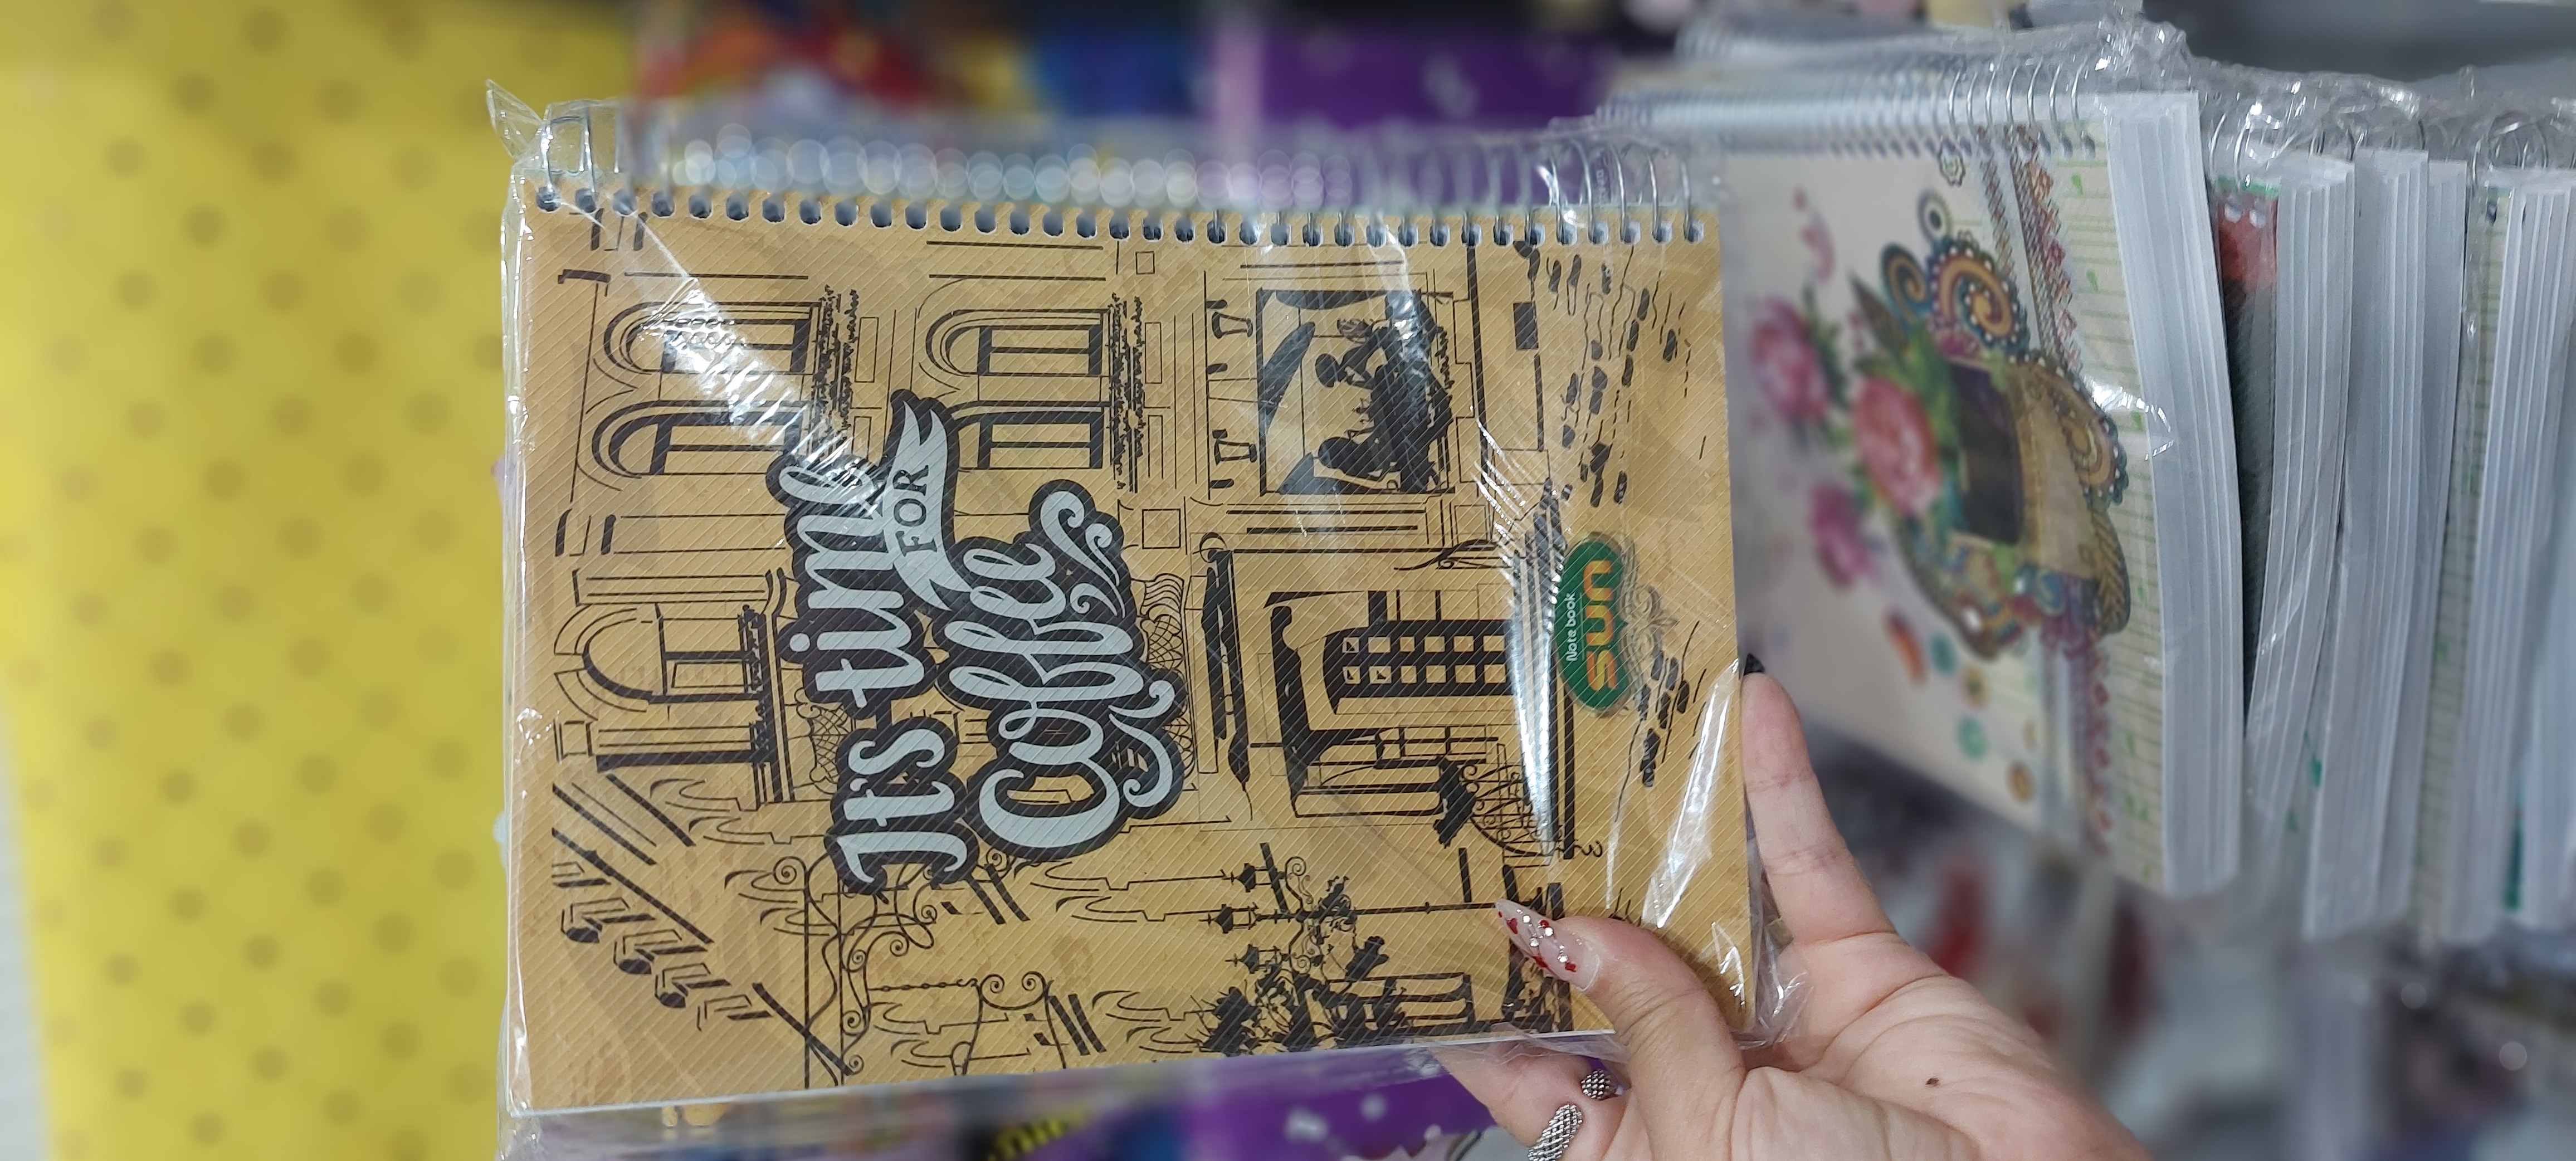 It's time
FOR
Coffee
Note book
sun